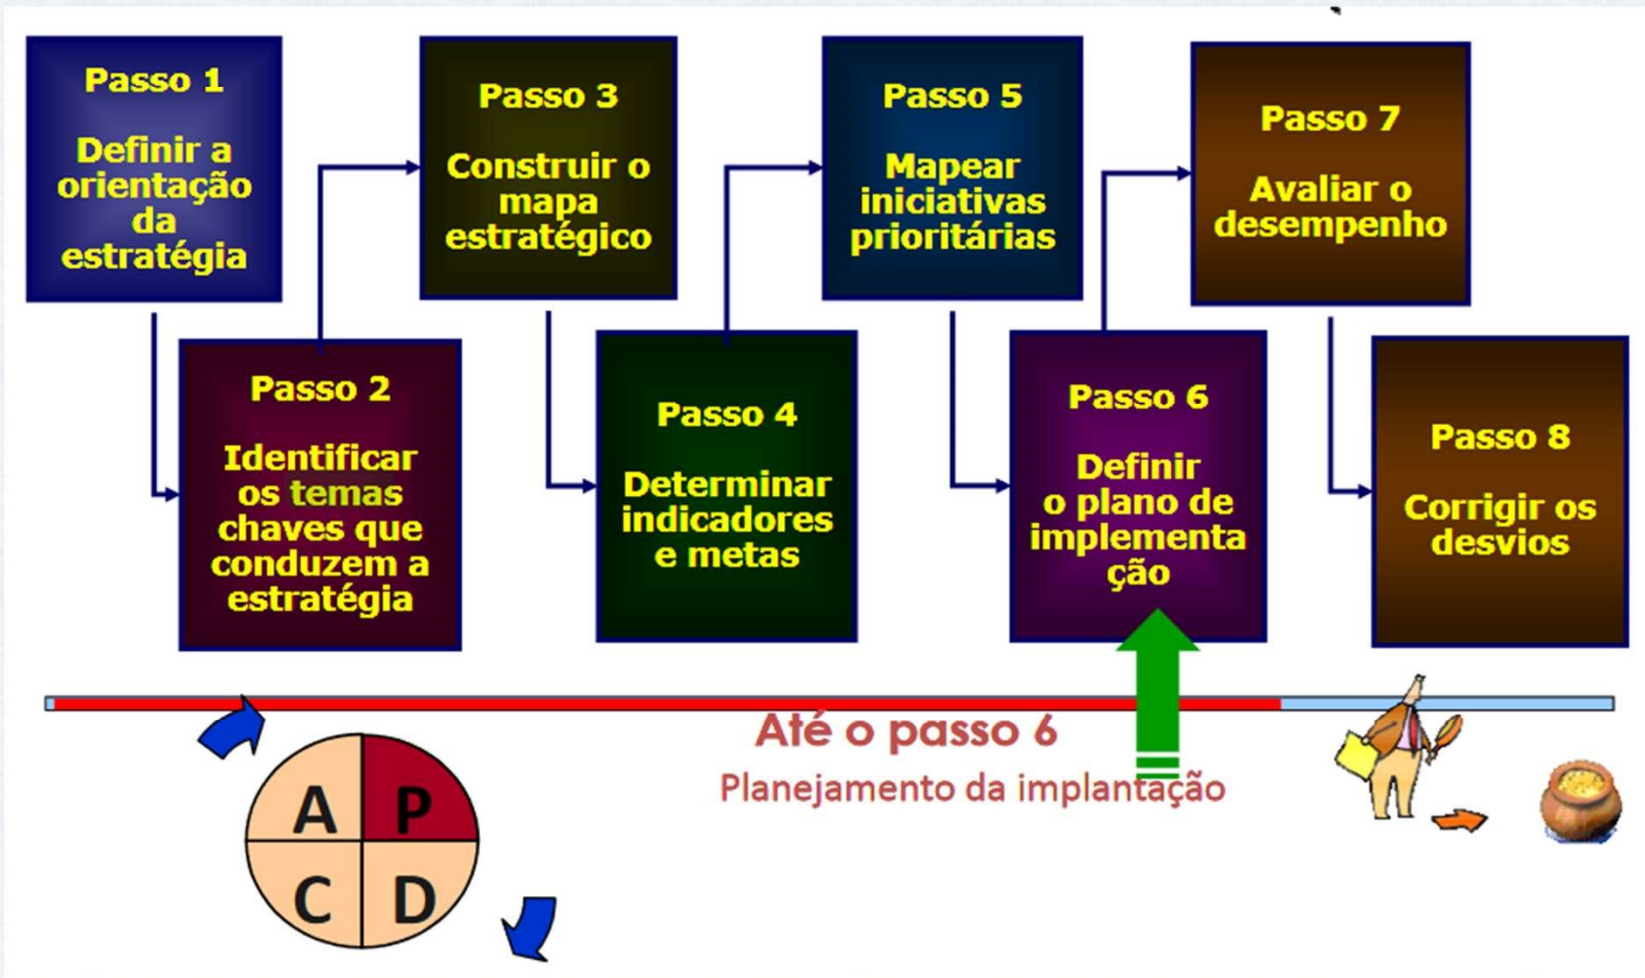 Passo 1
Definir a
orientação
da
estratégia
Passo 2
Identificar
os temas
chaves que
conduzem a
estratégia
Passo 3
Construir o
mapa
estratégico
Passo 4
Determinar
indicadores
e metas
Passo 5
Mapear
iniciativas
prioritárias
Passo 6
Definir
o plano de
implementa
ção
Passo 7
Avaliar o
desempenho
Passo 8
Corrigir os
desvios
Até o passo 6
Planejamento da implantação
A P
C D